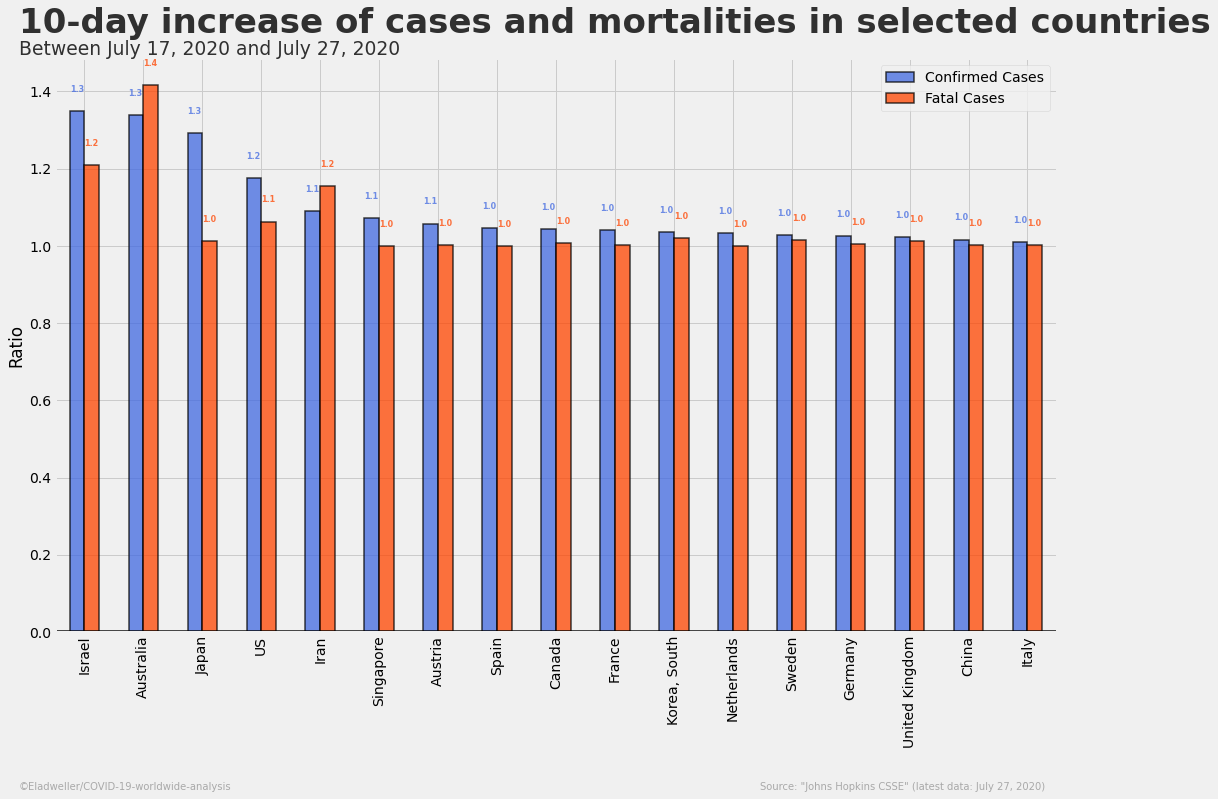 10-day increase of cases and mortalities in selected countries
Between July 17, 2020 and July 27, 2020
Confirmed Cases
Fatal Cases
Ratio
1.4
1.2
1.0
0.8
0.6
0.4
0.2
0.0
1.3 1.2
1.3 1.4
1.3 1.0
1.2 1.1
1.1 1.2
1.1 1.0
1.1 1.0
1.0 1.0
1.0 1.0
1.0 1.0
1.0 1.0
1.0 1.0
1.0 1.0
1.0 1.0
1.0 1.0
1.0 1.0
1.0 1.0
Israel
Australia
Japan
US
Iran
Singapore
Austria
Spain
Canada
France
Korea, South
Netherlands
Sweden
Germany
United Kingdom
China
Italy
©Eladweller/COVID-19-worldwide-analysis
Source: "Johns Hopkins CSSE" (latest data: July 27, 2020)